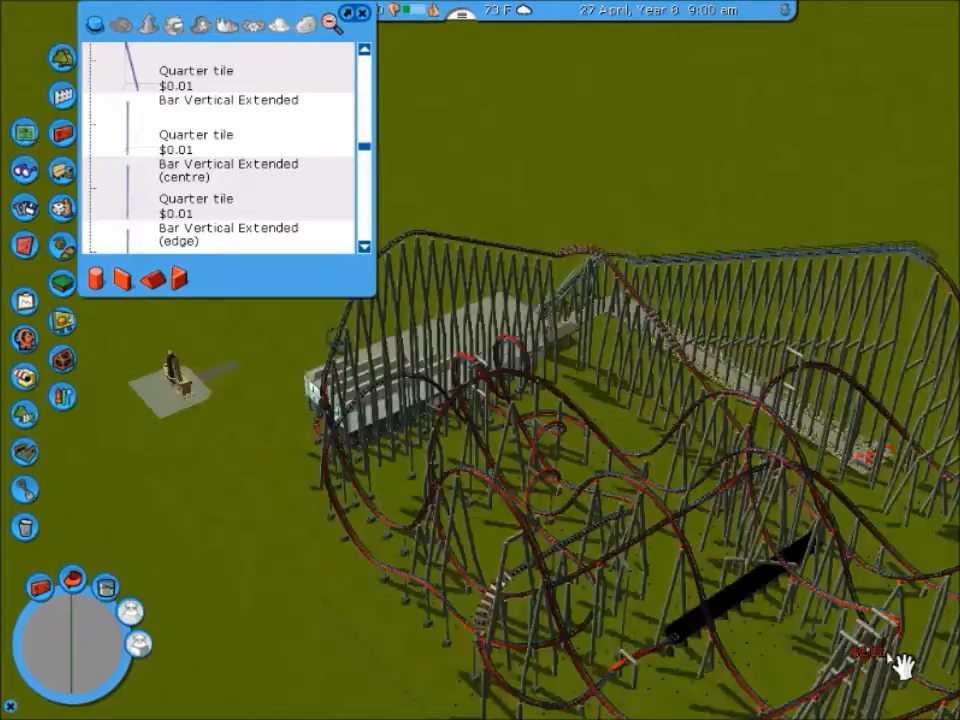 73 F
27 April, Year 8 9:00 am
Quarter tile
$0.01
Bar Vertical Extended
Quarter tile
$0.01
Bar Vertical Extended
(centre)
Quarter tile
$0.01
Bar Vertical Extended
(edge)